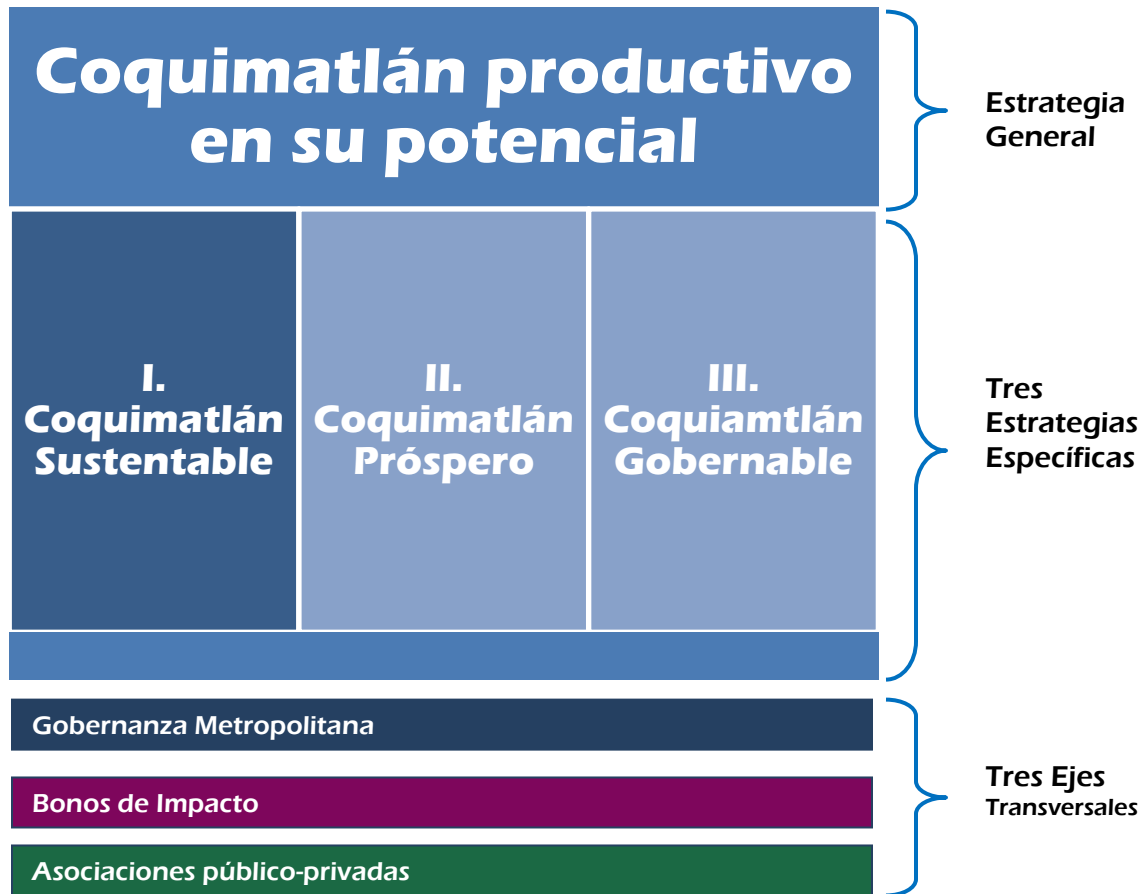 Coquimatlán productivo
en su potencial
Estrategia
General
I.
Coquimatlán
Sustentable
II.
Coquimatlán
Próspero
III.
Coquiamtlán
Gobernable
Tres
Estrategias
Específicas
Gobernanza Metropolitana
Bonos de Impacto
Asociaciones público-privadas
Tres Ejes
Transversales